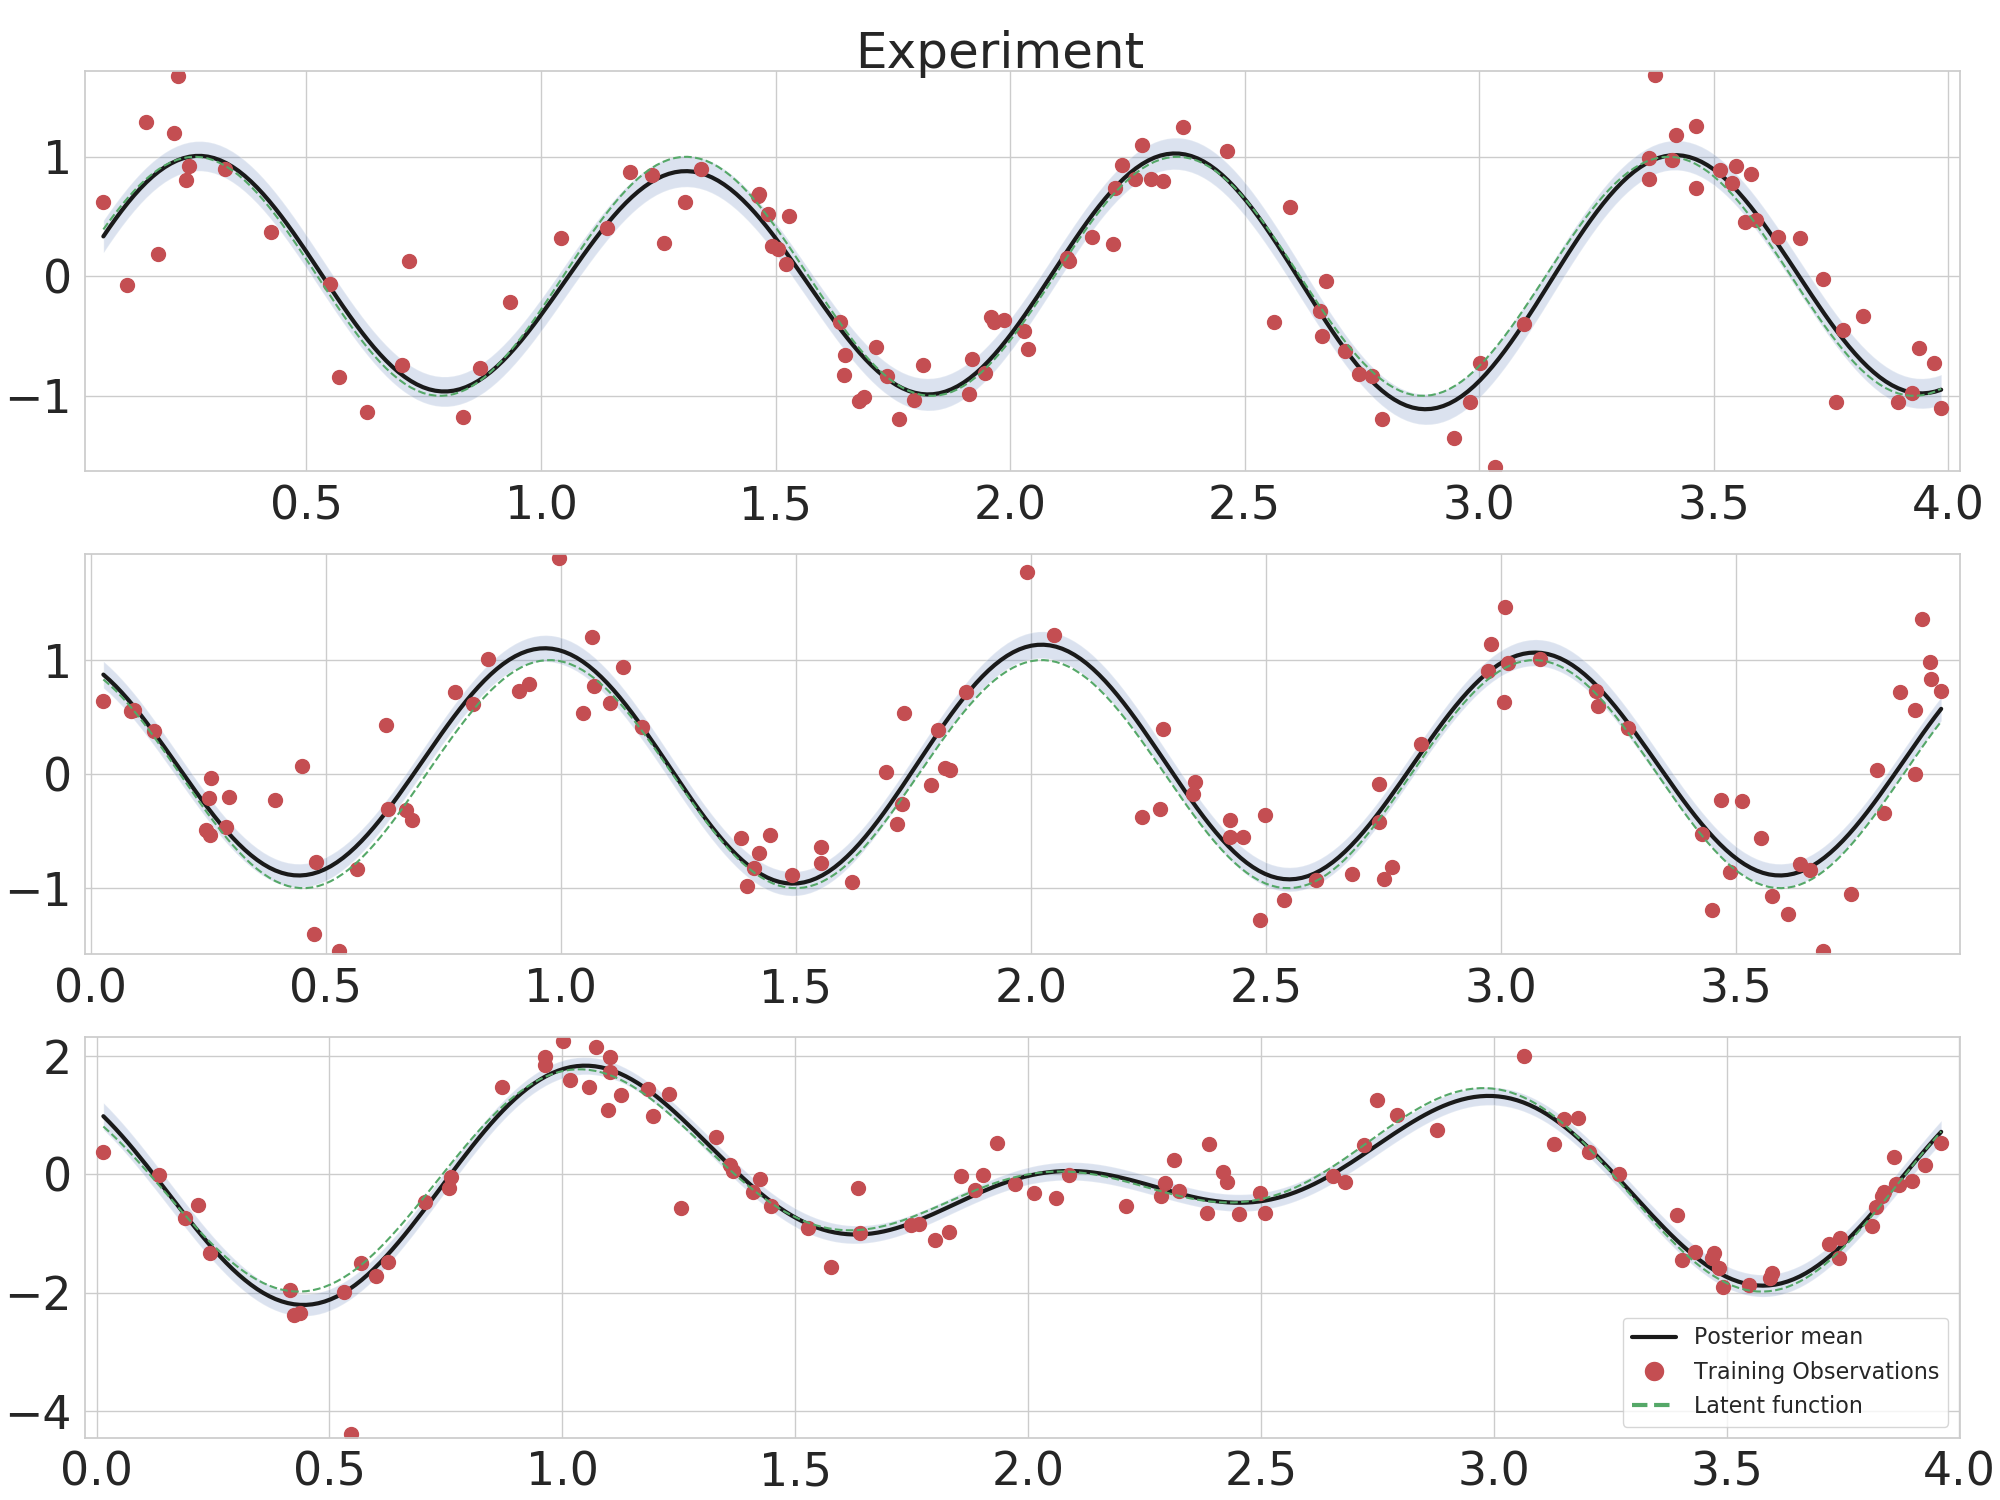 Experiment
1
0
−1
0.5 1.0 1.5 2.0 2.5 3.0 3.5 4.0
1
0
−1
0.0 0.5 1.0 1.5 2.0 2.5 3.0 3.5
2
0
−2
−4
Posterior mean
Training Observations
Latent function
0.0 0.5 1.0 1.5 2.0 2.5 3.0 3.5 4.0